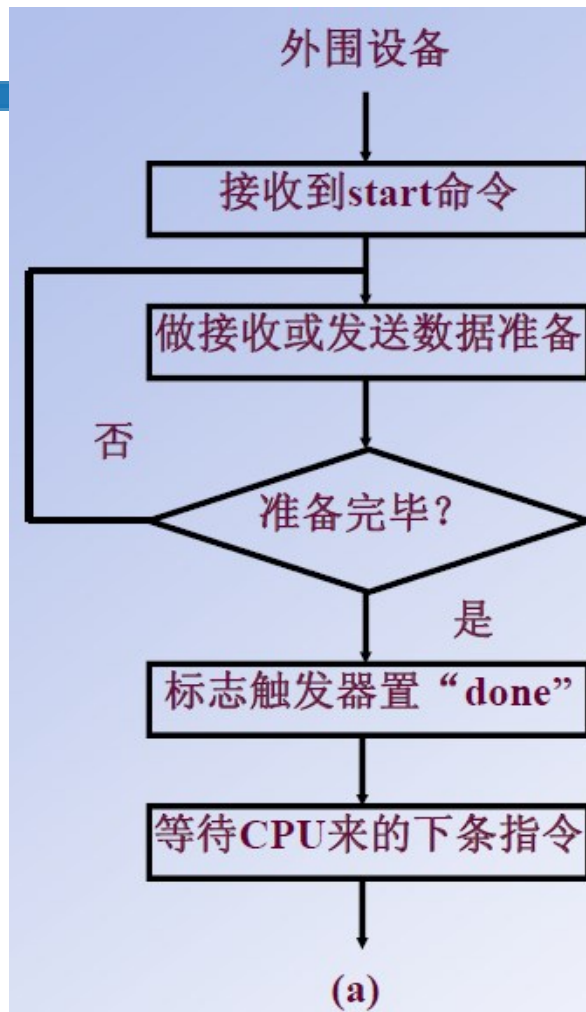 外围设备
接收到start命令
做接收或发送数据准备
否
准备完毕？
是
标志触发器置“done”
等待CPU来的下条指令
(a)